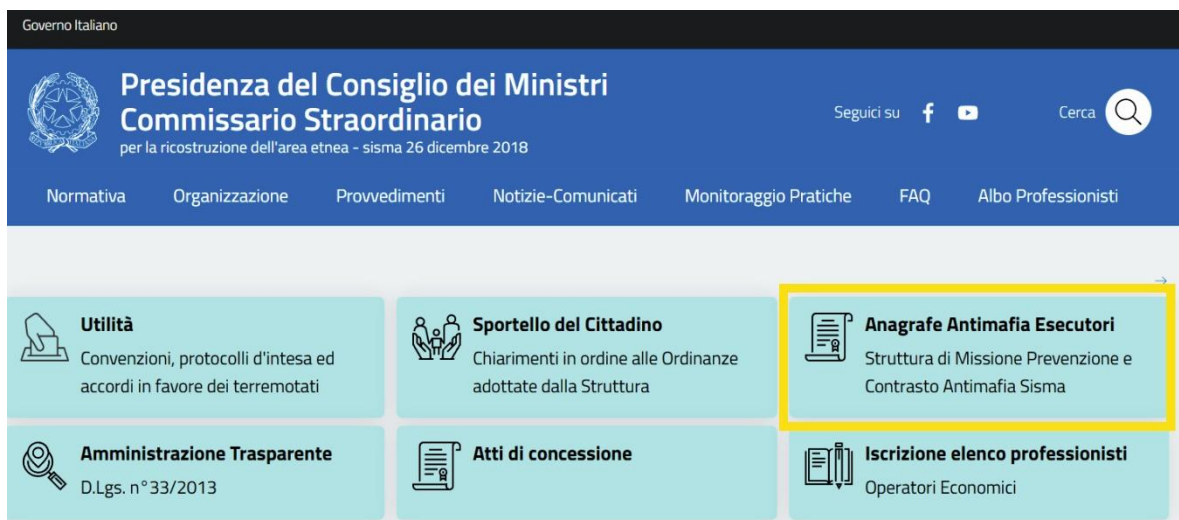 Governo Italiano
Presidenza del Consiglio dei Ministri
Commissario Straordinario
per la ricostruzione dell'area etnea - sisma 26 dicembre 2018
Seguici su
Cerca
Normativa Organizzazione Provvedimenti Notizie-Comunicati Monitoraggio Pratiche FAQ Albo Professionisti
Utilità
Convenzioni, protocolli d'intesa ed
accordi in favore dei terremotati
Sportello del Cittadino
Chiarimenti in ordine alle Ordinanze
adottate dalla Struttura
Anagrafe Antimafia Esecutori
Struttura di Missione Prevenzione e
Contrasto Antimafia Sisma
Amministrazione Trasparente
D.Lgs. n°33/2013
Atti di concessione
Iscrizione elenco professionisti
Operatori Economici